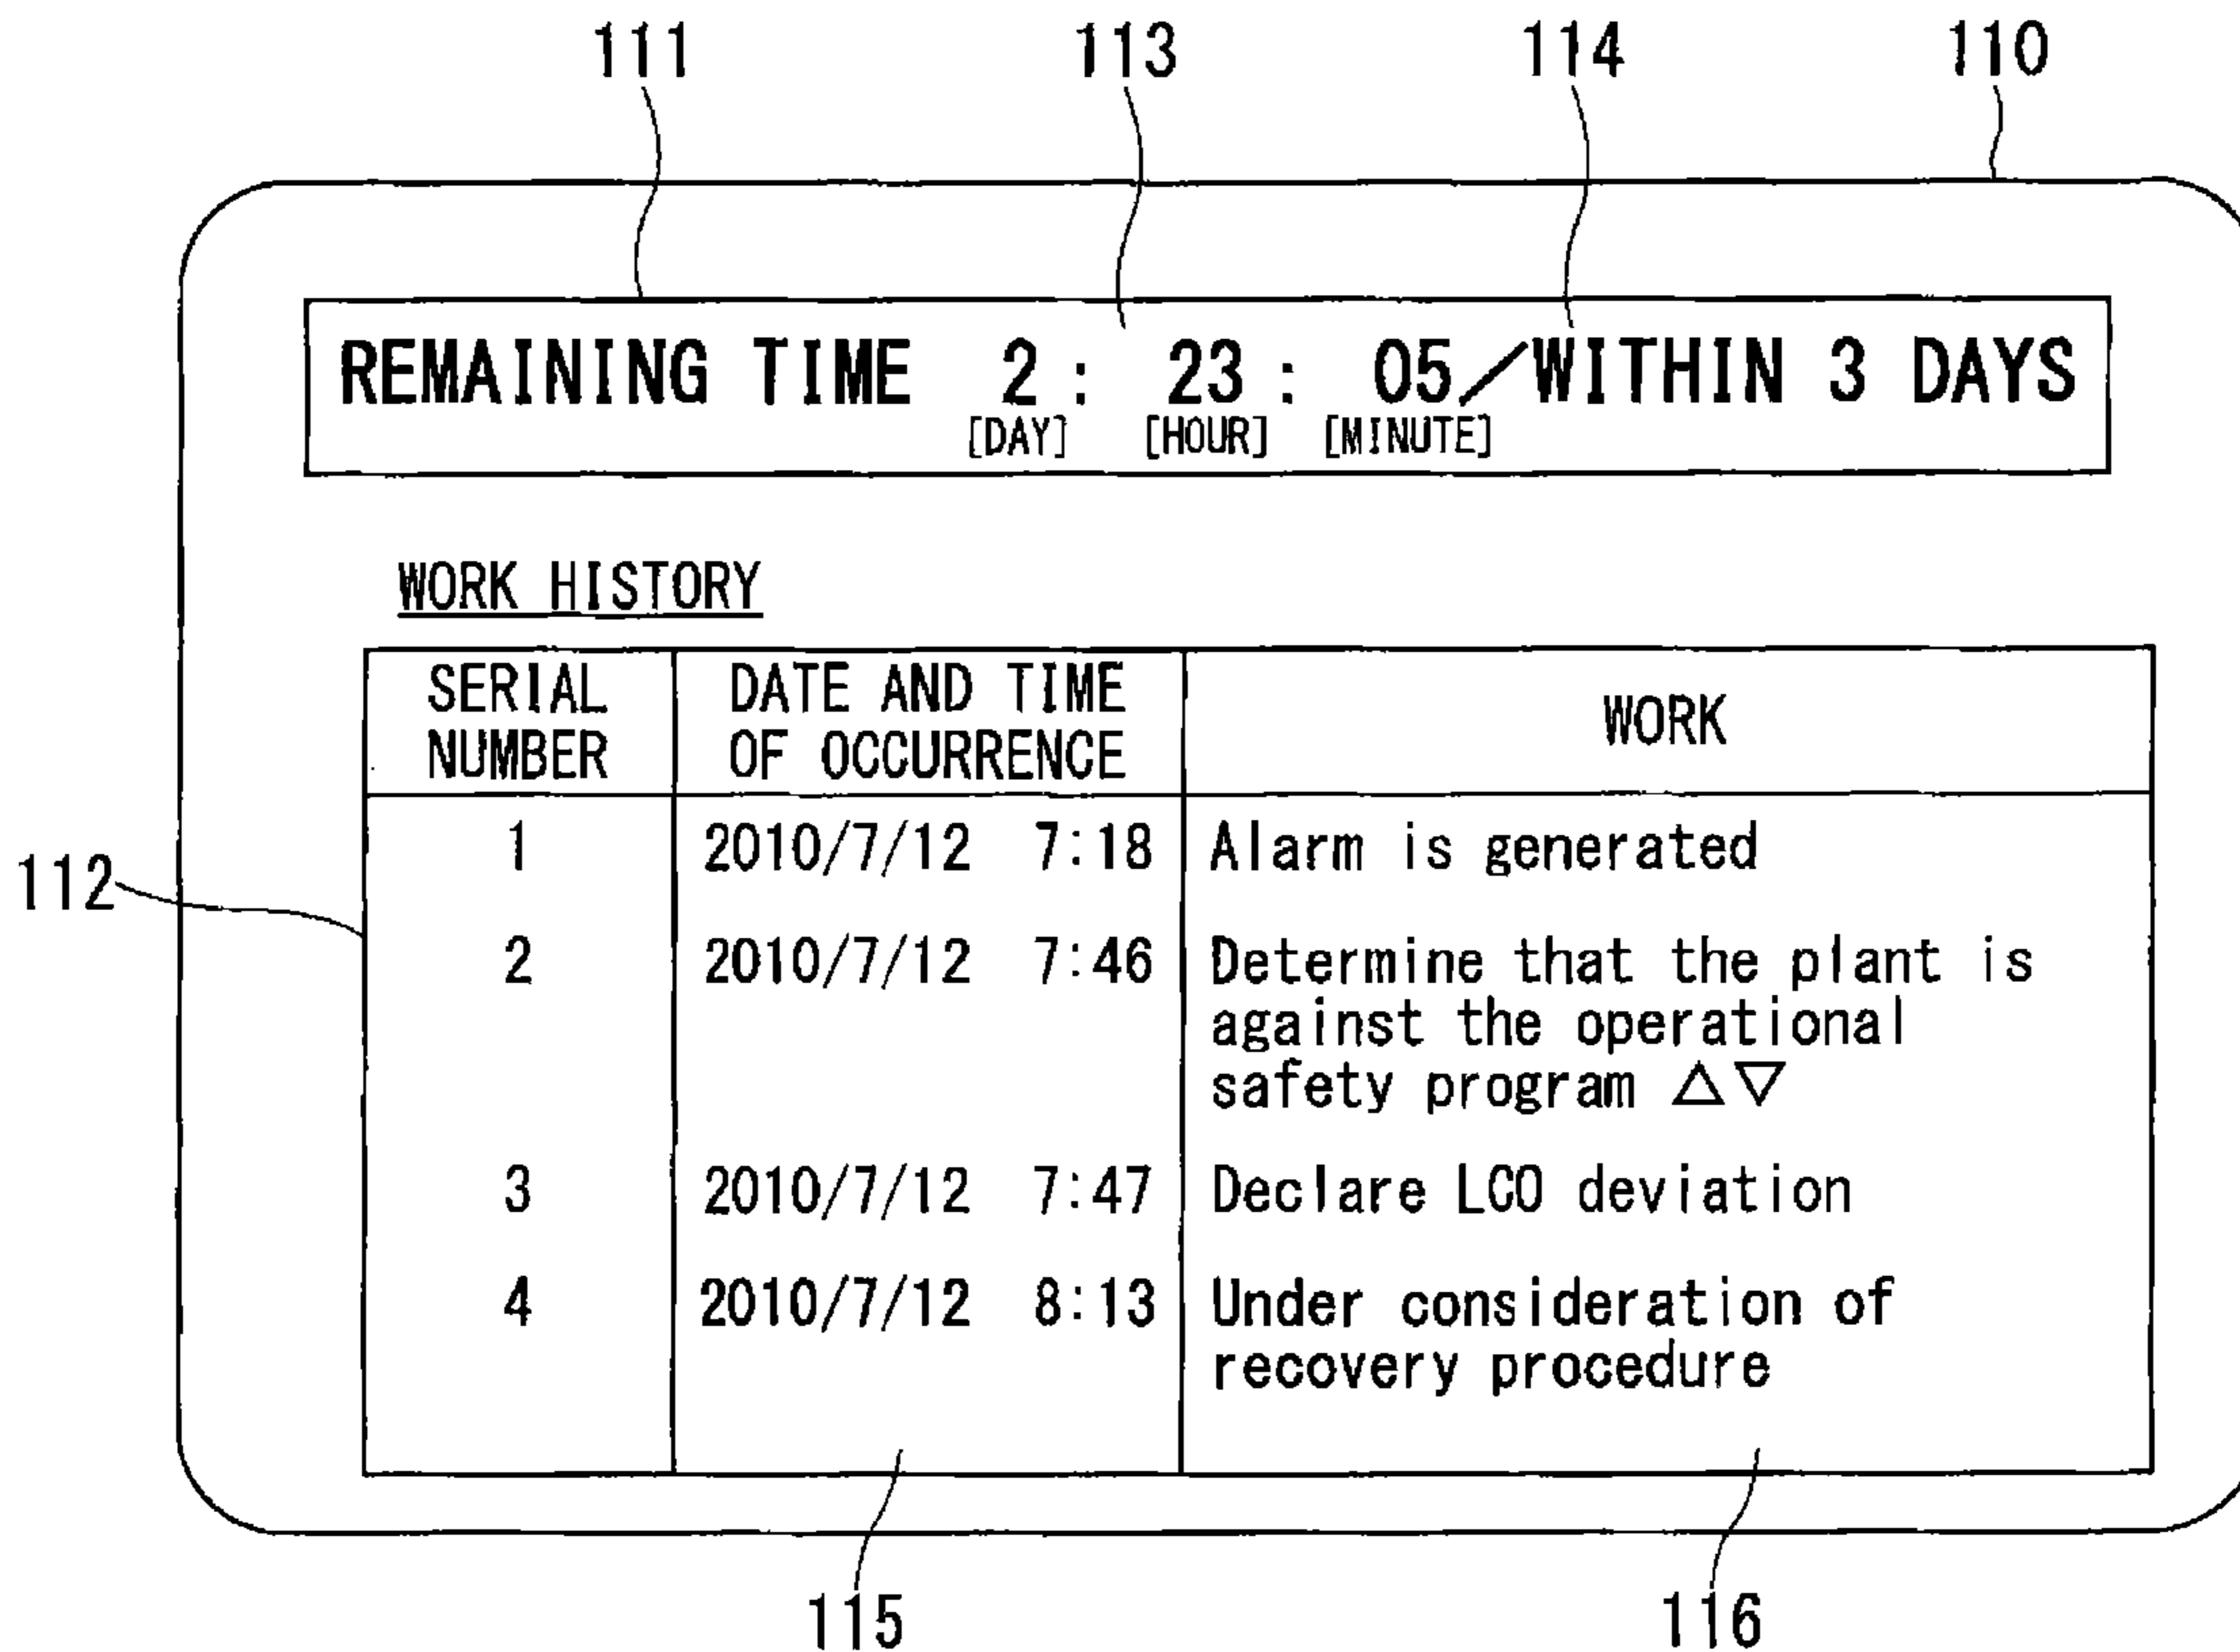 111 113 114 110
REMAINING TIME 2 : 23 : 05／WITHIN 3 DAYS
[DAY] [HOUR] [MINUTE]
WORK HISTORY
SERIAL NUMBER
DATE AND TIME OF OCCURRENCE
WORK
1 2010/7/12 7:18 Alarm is generated
112
2 2010/7/12 7:46 Determine that the plant is
against the operational
safety program △▽
3 2010/7/12 7:47 Declare LCO deviation
4 2010/7/12 8:13 Under consideration of
recovery procedure
115 116